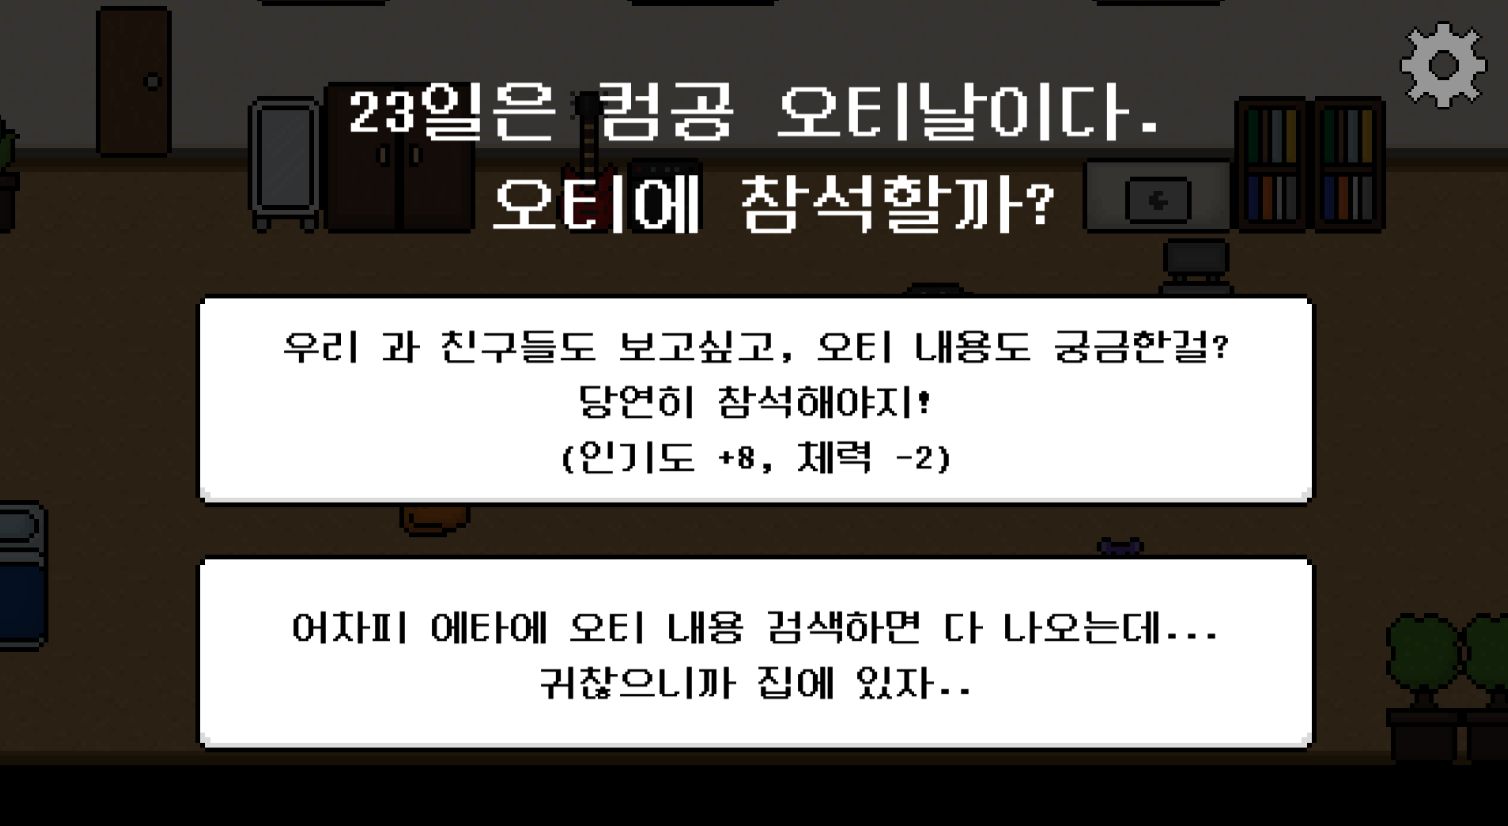 23일은 컴공 오티날이다.
오티에 참석할까?
우리 과 친구들도 보고싶고, 오티 내용도 궁금한걸?
당연히 참석해야지!
(인기도 +8, 체력 -2)
어차피 에타에 오티 내용 검색하면 다 나오는데...
귀찮으니까 집에 있자..